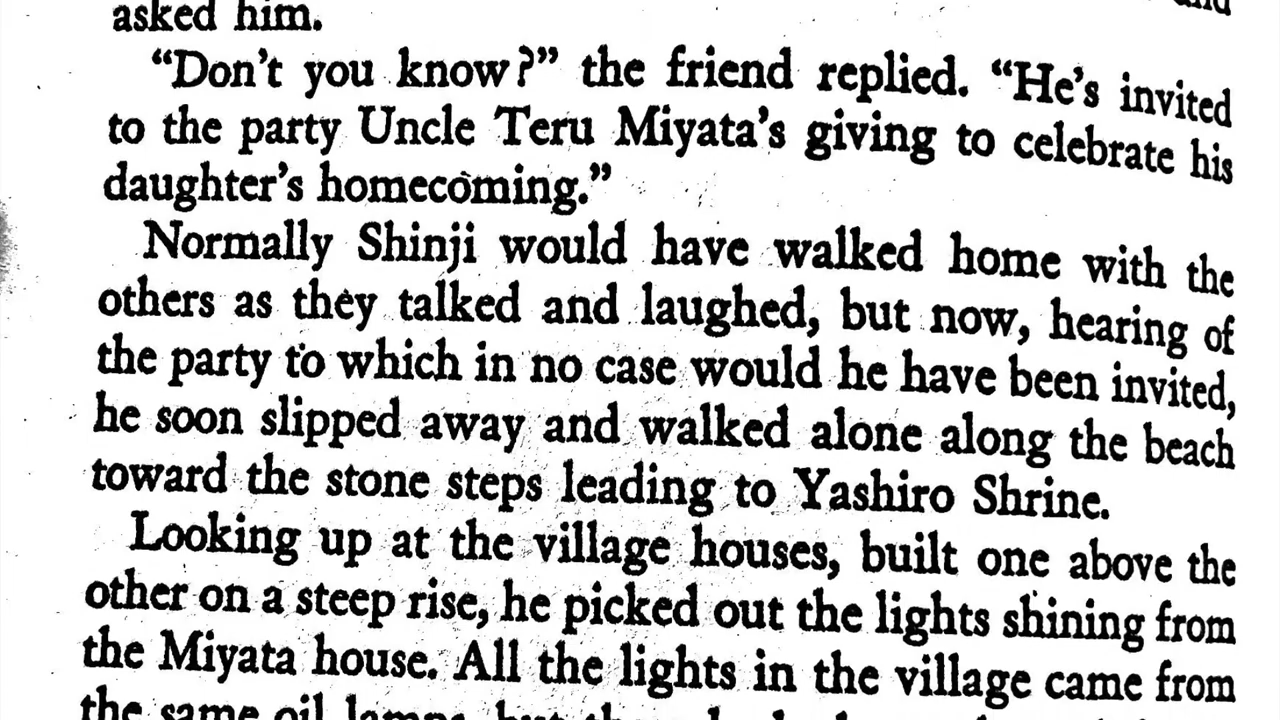 asked him.
“Don't you know?” the friend replied. “He's invited
to the party Uncle Teru Miyata's giving to celebrate his
daughter's homecoming.”
Normally Shinji would have walked home with the
others as they talked and laughed, but now, hearing of
the party to which in no case would he have been invited,
he soon slipped away and walked alone along the beach
toward the stone steps leading to Yashiro Shrine.
Looking up at the village houses, built one above the
other on a steep rise, he picked out the lights shining from
the Miyata house. All the lights in the village came from
the same oil lamps, but